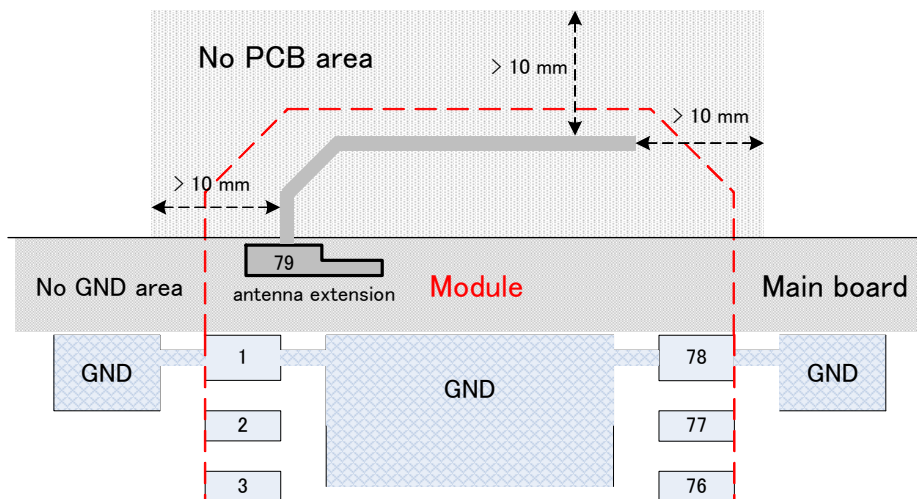 No PCB area
> 10 mm
> 10 mm
> 10 mm
79
No GND area
antenna extension
Module
Main board
GND
1
GND
78
GND
2
77
3
76